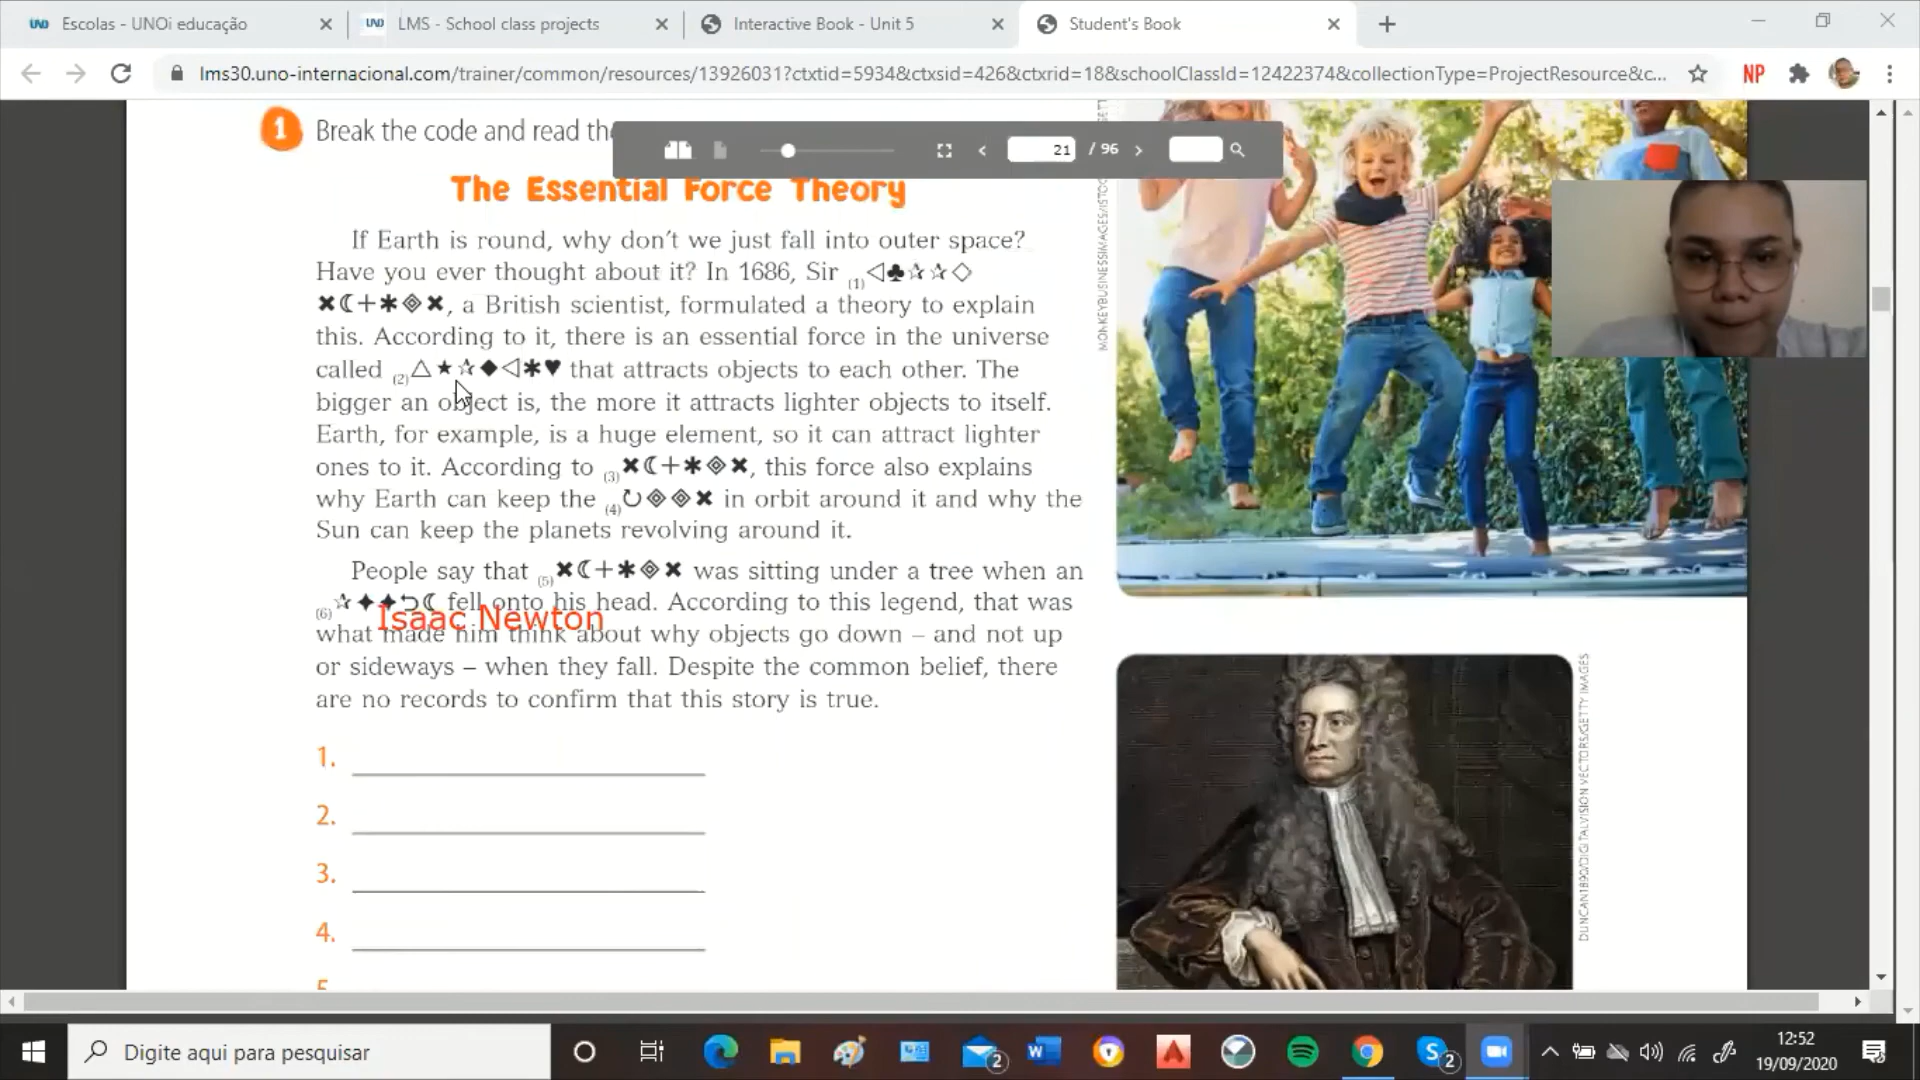 Escolas - UNOi educação
LMS - School class projects
Interactive Book - Unit 5
Student's Book
lms30.uno-internacional.com/trainer/common/resources/13926031?ctxtid=5934&ctxsid=426&ctxrid=18&schoolClassId=12422374&collectionType=ProjectResource&c...
NP
1 Break the code and read the
21 / 96
The Essential Force Theory
If Earth is round, why don't we just fall into outer space?
Have you ever thought about it? In 1686, Sir (1)◁♣☆☆◇
✖☾+✱◈✖, a British scientist, formulated a theory to explain
this. According to it, there is an essential force in the universe
called (2)△★☆◆◁✱♥ that attracts objects to each other. The
bigger an object is, the more it attracts lighter objects to itself.
Earth, for example, is a huge element, so it can attract lighter
ones to it. According to (3)✖☾+✱◈✖, this force also explains
why Earth can keep the (4)↻◈◈✖ in orbit around it and why the
Sun can keep the planets revolving around it.
People say that (5)✖☾+✱◈✖ was sitting under a tree when an
(6)☆✦✦⊃☾ fell onto his head. According to this legend, that was
Isaac Newton
what made him think about why objects go down – and not up
or sideways – when they fall. Despite the common belief, there
are no records to confirm that this story is true.
1.
2.
3.
4.
MONKEYBUSINESSIMAGES/ISTOC
DUNCAN1890/DIGITALVISION VECTORS/GETTY IMAGES
Digite aqui para pesquisar
2
2
12:52
19/09/2020